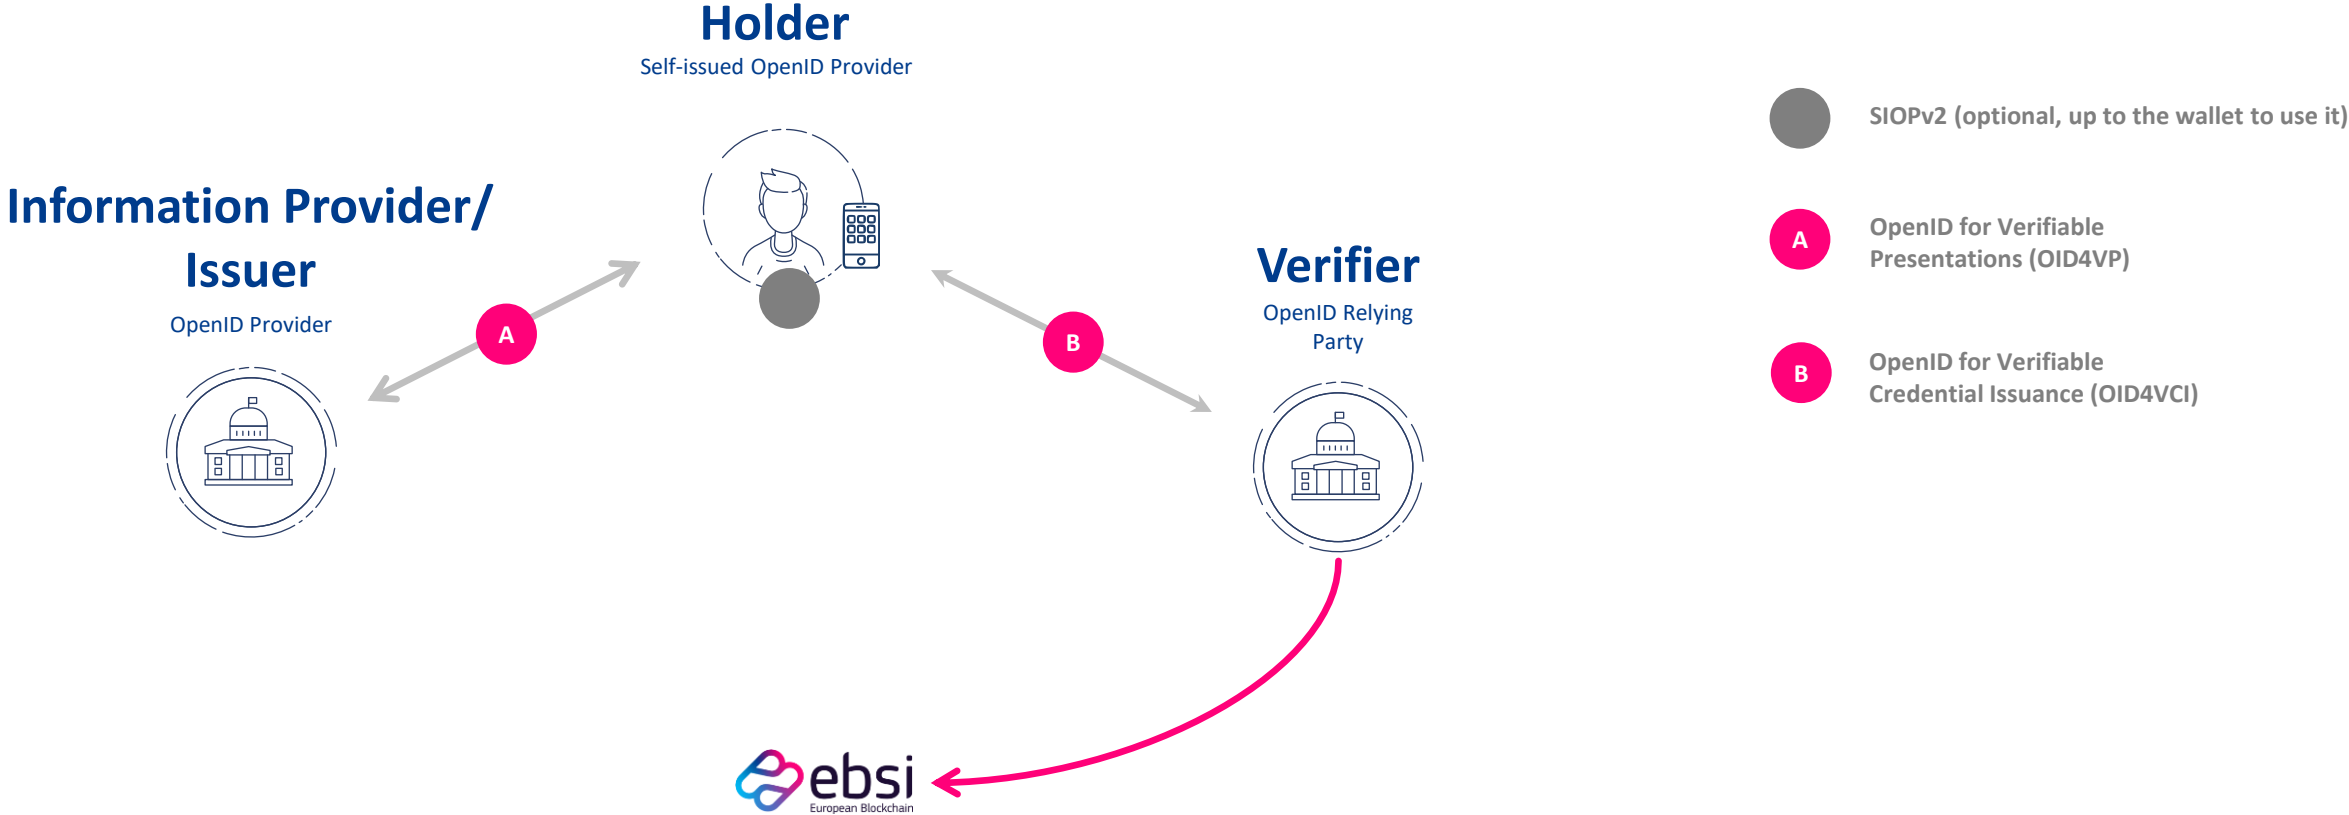 Holder
Self-issued OpenID Provider
Information Provider/
Issuer
OpenID Provider
A
B
Verifier
OpenID Relying
Party
ebsi
European Blockchain
SIOPv2 (optional, up to the wallet to use it)
A
OpenID for Verifiable
Presentations (OID4VP)
B
OpenID for Verifiable
Credential Issuance (OID4VCI)